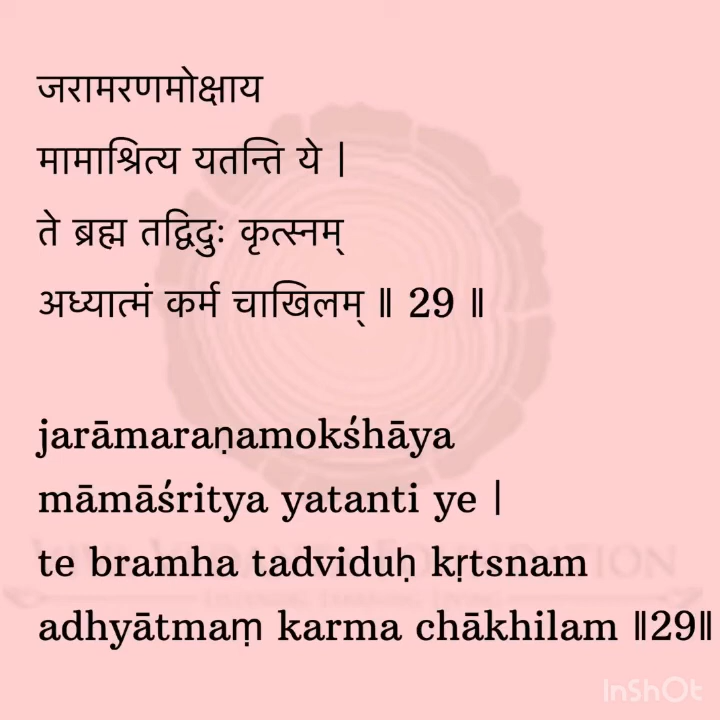 जरामरणमोक्षाय
मामाश्रित्य यतन्ति ये |
ते ब्रह्म तद्विदुः कृत्स्नम्
अध्यात्मं कर्म चाखिलम् ॥ 29 ॥
jarāmaraṇamokśhāya
māmāśritya yatanti ye |
te bramha tadviduḥ kṛtsnam
adhyātmaṃ karma chākhilam ॥29॥
InShOt